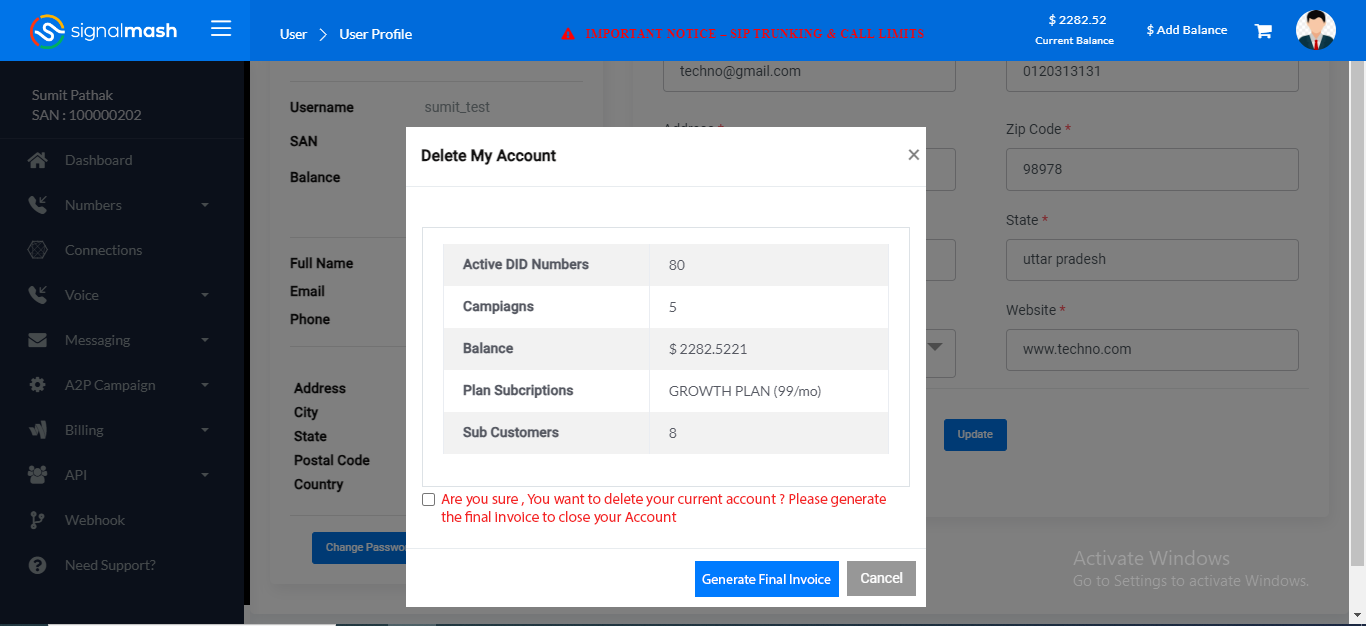 signalmash
User
User Profile
IMPORTANT NOTICE - SIP TRUNKING & CALL LIMITS
$ 2282.52
Current Balance
$ Add Balance
Sumit Pathak
SAN : 100000202
Dashboard
Numbers
Connections
Voice
Messaging
A2P Campaign
Billing
API
Webhook
Need Support?
Username
sumit_test
SAN
Balance
Full Name
Email
Phone
Address
City
State
Postal Code
Country
Change Passwor
techno@gmail.com
0120313131
Address *
Zip Code *
98978
State *
uttar pradesh
Website *
www.techno.com
Update
Delete My Account
×
Active DID Numbers
80
Campiagns
5
Balance
$ 2282.5221
Plan Subcriptions
GROWTH PLAN (99/mo)
Sub Customers
8
Are you sure , You want to delete your current account ? Please generate
the final invoice to close your Account
Generate Final Invoice
Cancel
Activate Windows
Go to Settings to activate Windows.